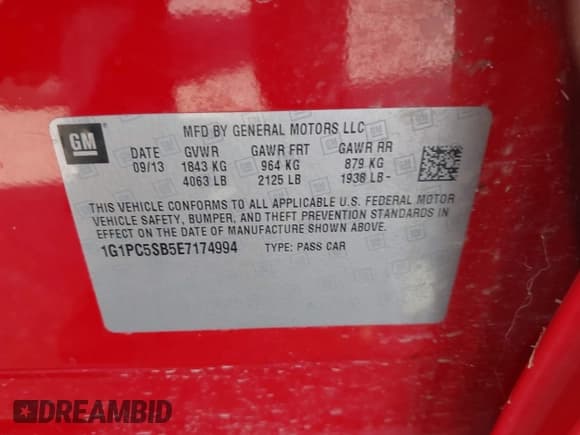 GM
MFD BY GENERAL MOTORS LLC
DATE GVWR GAWR FRT GAWR RR
09/13 1843 KG 964 KG 879 KG
4063 LB 2125 LB 1938 LB-
THIS VEHICLE CONFORMS TO ALL APPLICABLE U.S. FEDERAL MOTOR
VEHICLE SAFETY, BUMPER, AND THEFT PREVENTION STANDARDS IN
EFFECT ON THE DATE OF MANUFACTURE SHOWN ABOVE.
1G1PC5SB5E7174994 TYPE: PASS CAR
DREAMBID